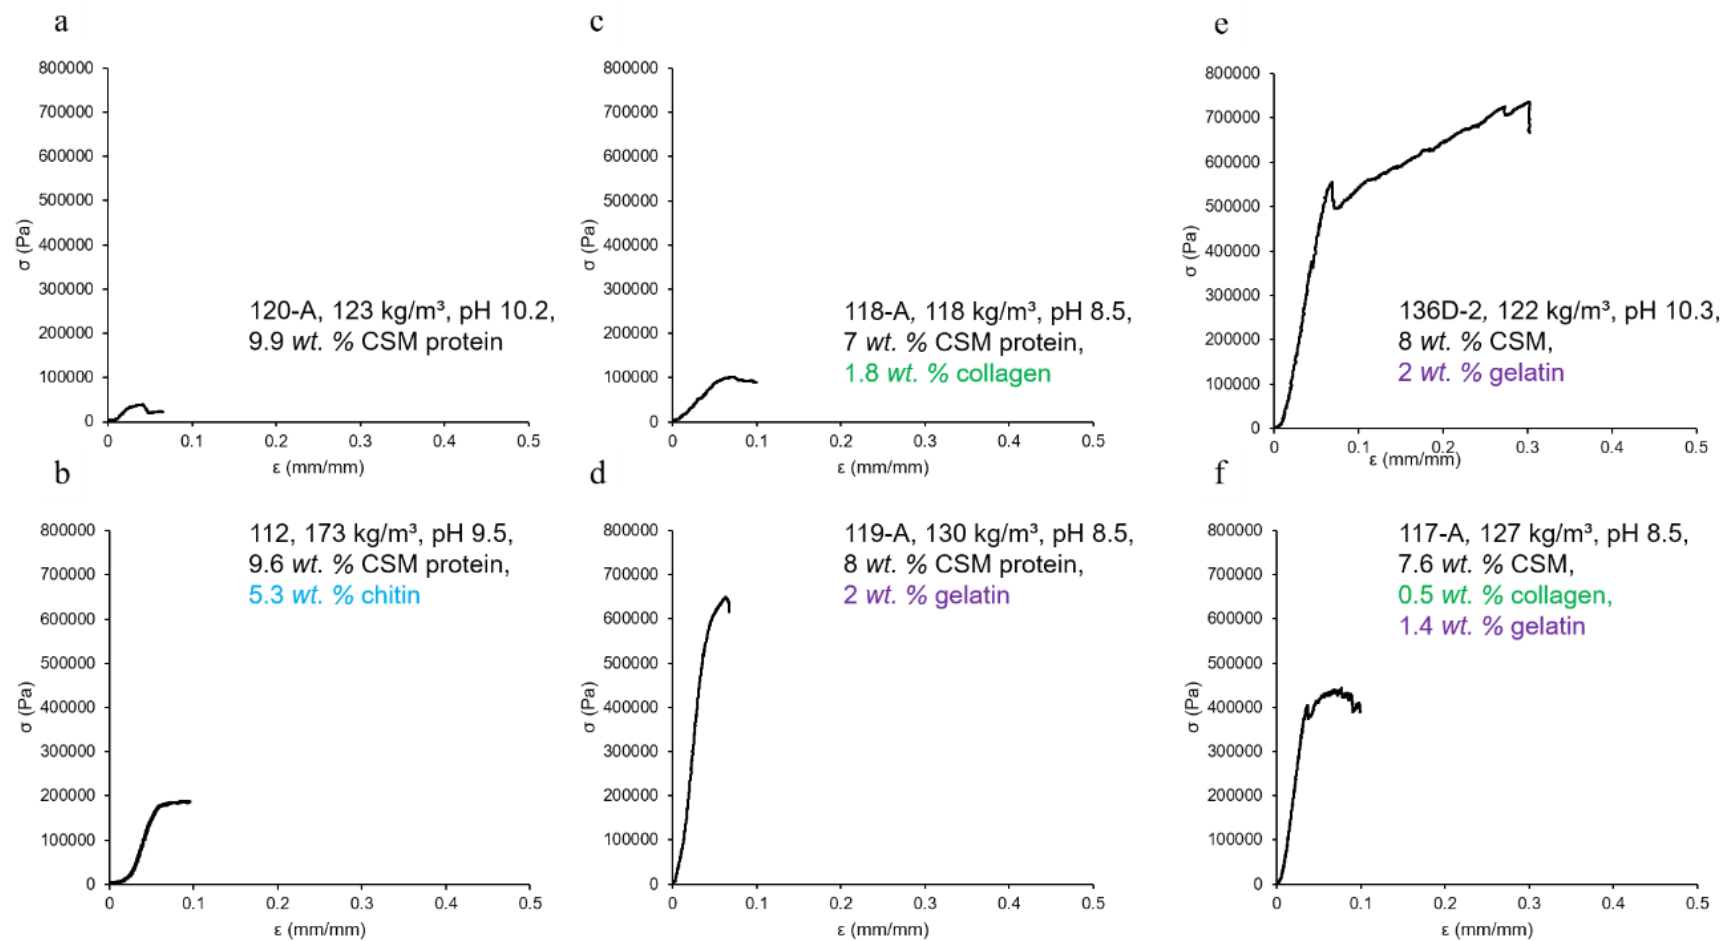 a
800000
700000
600000
500000
400000
300000
200000
100000
0
σ (Pa)
0.1
0.2
0.3
0.4
0.5
ε (mm/mm)
120-A, 123 kg/m³, pH 10.2,
9.9 wt. % CSM protein
c
800000
700000
600000
500000
400000
300000
200000
100000
0
σ (Pa)
0
0.1
0.2
0.3
0.4
0.5
ε (mm/mm)
118-A, 118 kg/m³, pH 8.5,
7 wt. % CSM protein,
1.8 wt. % collagen
e
800000
700000
600000
500000
400000
300000
200000
100000
0
σ (Pa)
0
0.1
0.2
0.3
0.4
0.5
ε (mm/mm)
136D-2, 122 kg/m³, pH 10.3,
8 wt. % CSM,
2 wt. % gelatin
b
800000
700000
600000
500000
400000
300000
200000
100000
0
σ (Pa)
0
0.1
0.2
0.3
0.4
0.5
ε (mm/mm)
112, 173 kg/m³, pH 9.5,
9.6 wt. % CSM protein,
5.3 wt. % chitin
d
800000
700000
600000
500000
400000
300000
200000
100000
0
σ (Pa)
0
0.1
0.2
0.3
0.4
0.5
ε (mm/mm)
119-A, 130 kg/m³, pH 8.5,
8 wt. % CSM protein,
2 wt. % gelatin
f
800000
700000
600000
500000
400000
300000
200000
100000
0
σ (Pa)
0
0.1
0.2
0.3
0.4
0.5
ε (mm/mm)
117-A, 127 kg/m³, pH 8.5,
7.6 wt. % CSM,
0.5 wt. % collagen,
1.4 wt. % gelatin